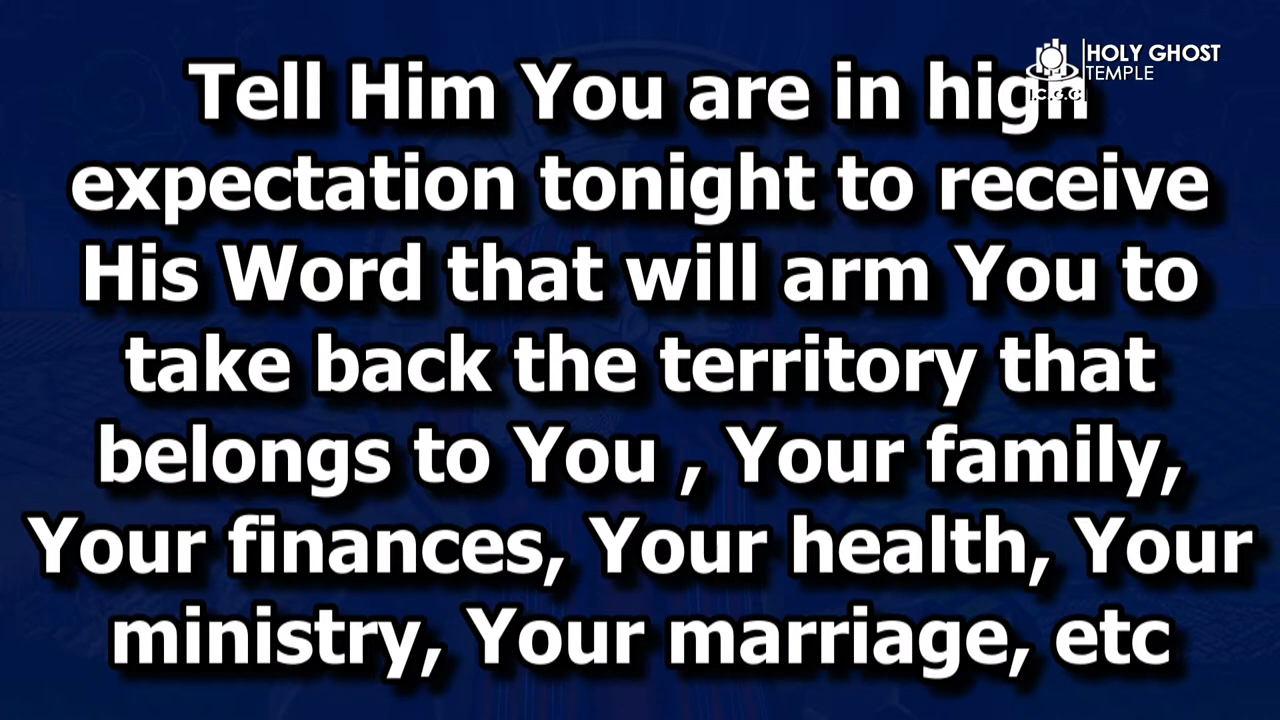 Tell Him You are in high
expectation tonight to receive
His Word that will arm You to
take back the territory that
belongs to You , Your family,
Your finances, Your health, Your
ministry, Your marriage, etc
HOLY GHOST
TEMPLE
I.C.G.C